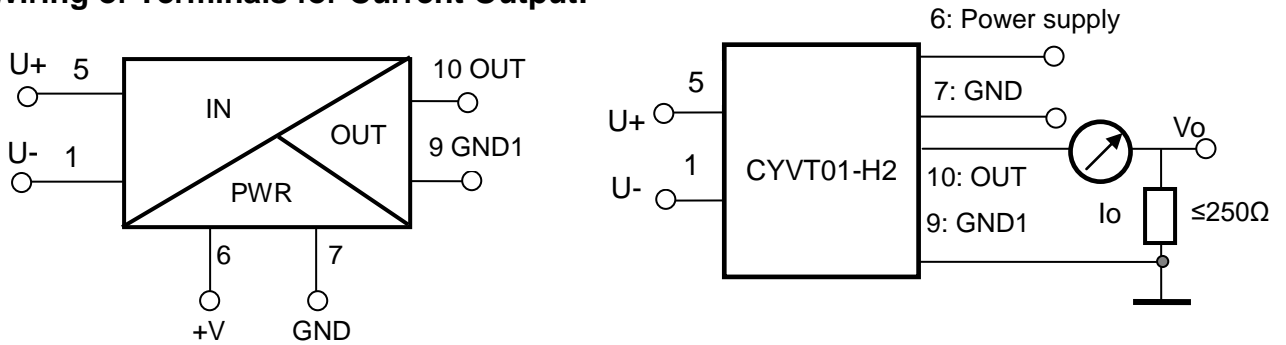 Wiring of Terminals for Current Output:
U+ 5
IN
10 OUT
OUT
U- 1
9 GND1
PWR
6
7
+V
GND
6: Power supply
5
7: GND
U+
Vo
1
CYVT01-H2
10: OUT
U-
Io
≤250Ω
9: GND1